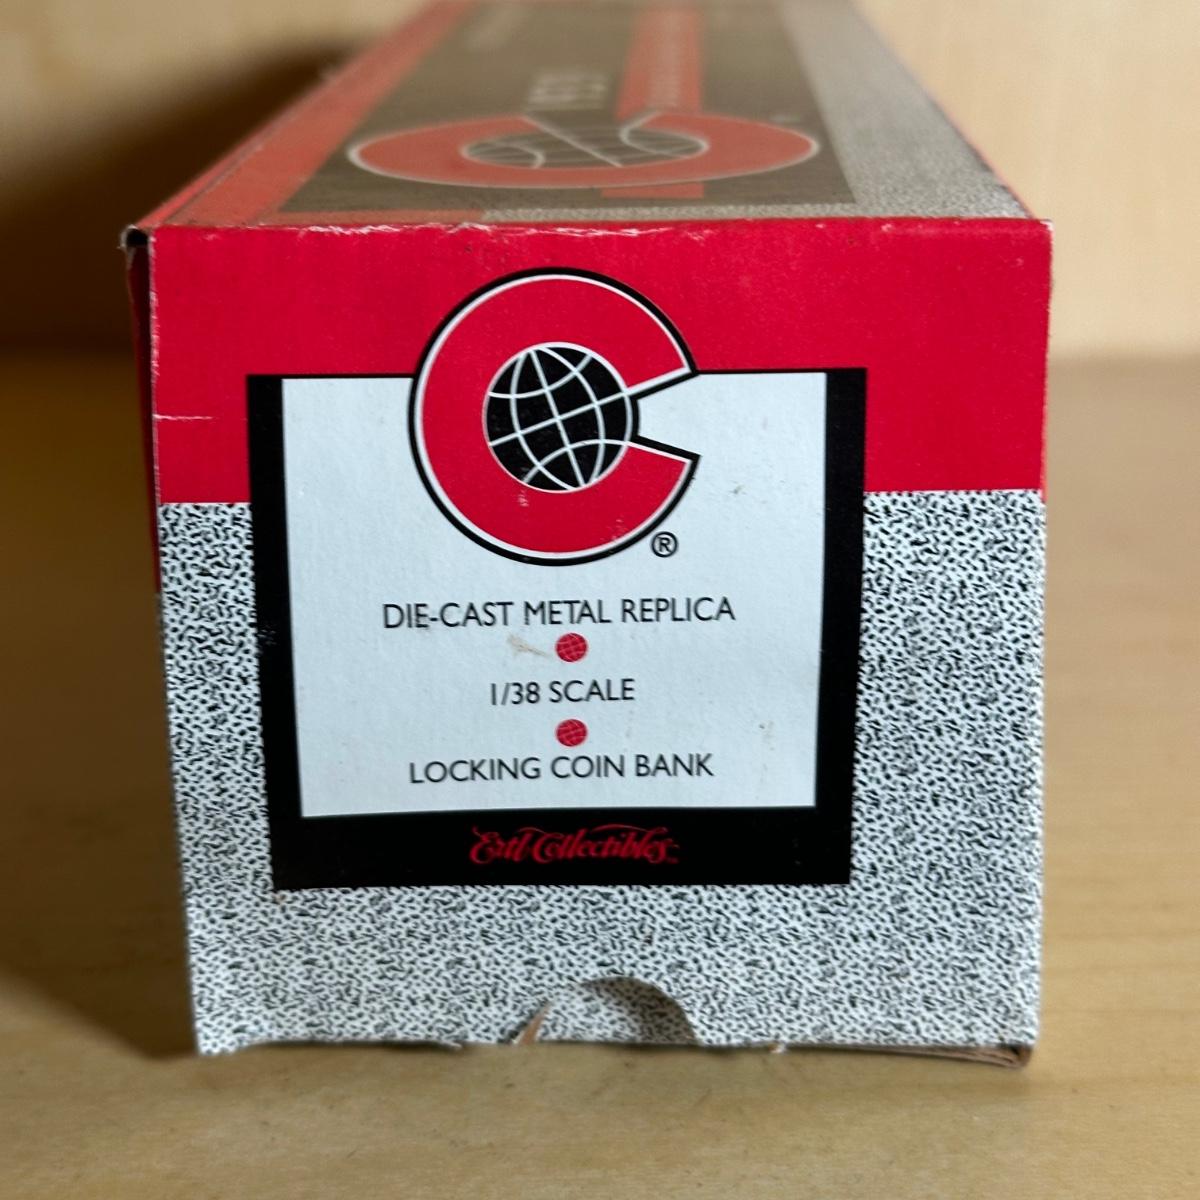 ®
DIE-CAST METAL REPLICA
1/38 SCALE
LOCKING COIN BANK
Ertl Collectibles